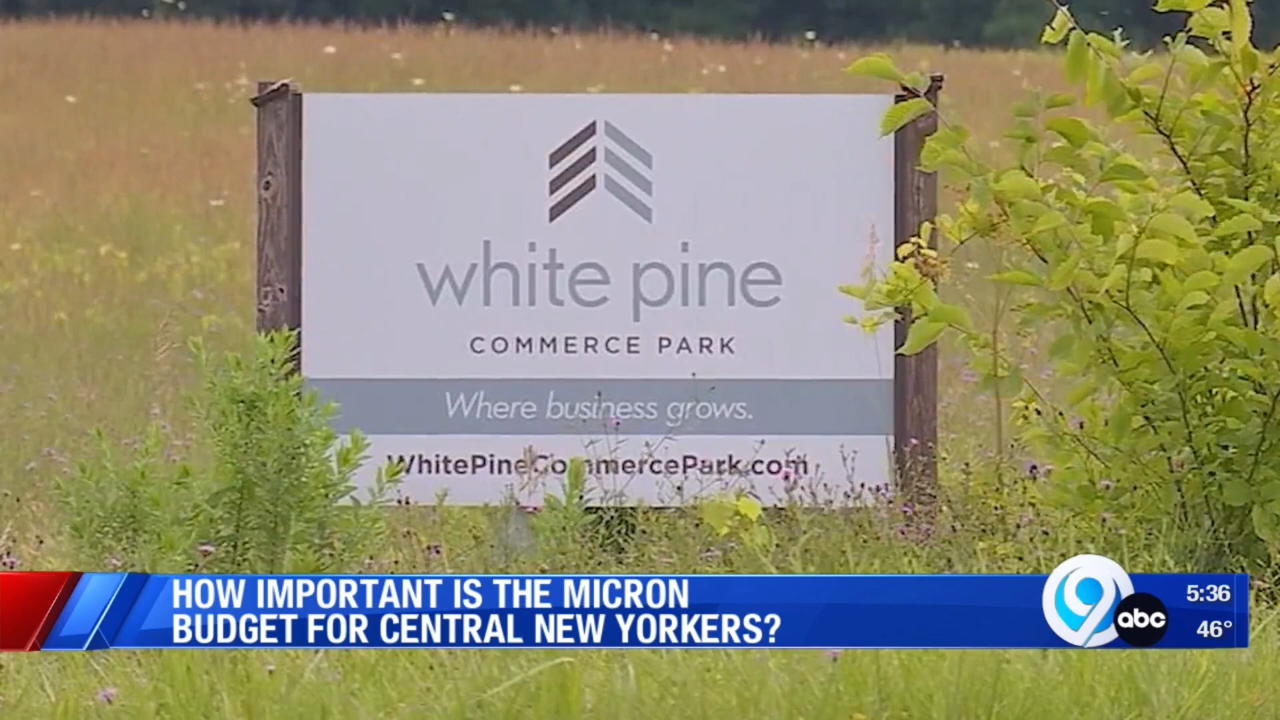 white pine
COMMERCE PARK
Where business grows.
WhitePineCommercePark.com
HOW IMPORTANT IS THE MICRON
BUDGET FOR CENTRAL NEW YORKERS?
9
abc
5:36
46°